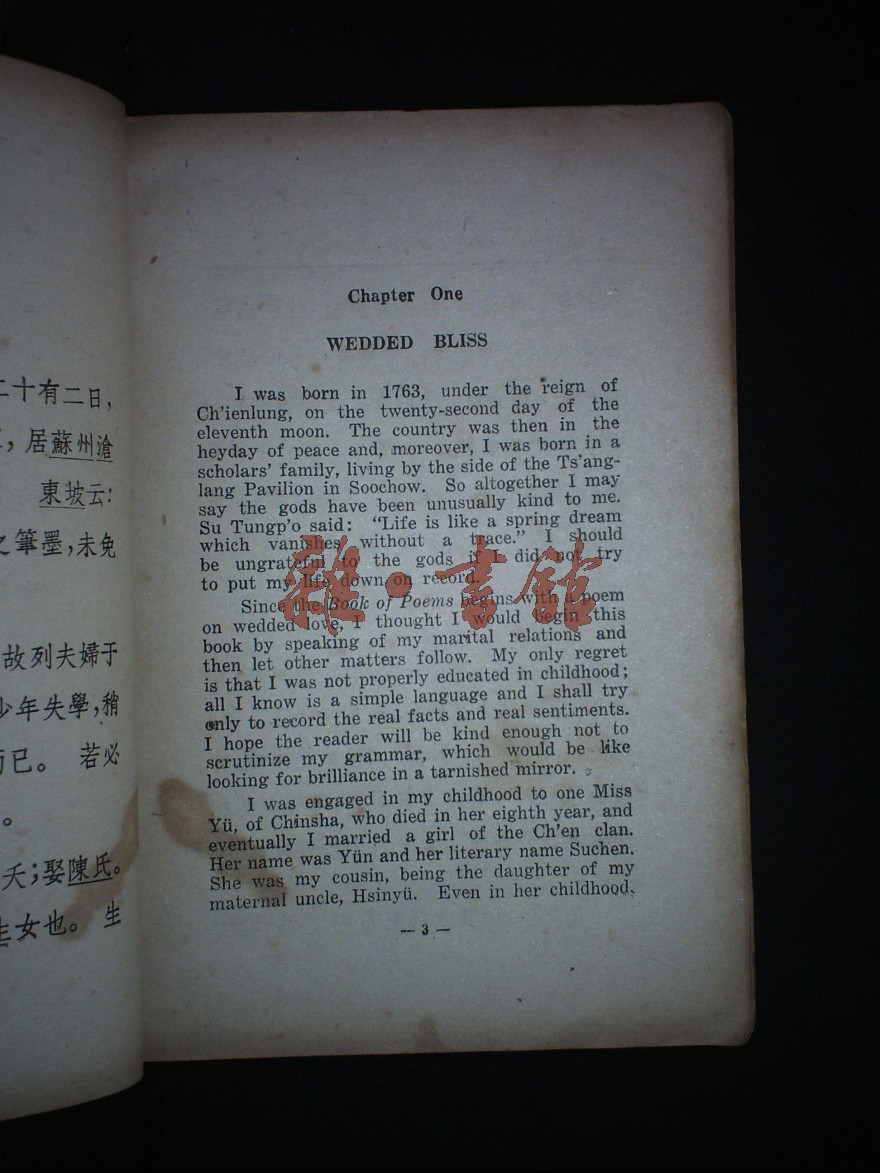 二十有二日,
, 居蘇州滄
東坡云:
之筆墨,未免
故列夫婦于
少年失學,稍
而已。 若必
。
夭;娶陳氏。
生女也。 生
Chapter One
WEDDED BLISS
I was born in 1763, under the reign of
Ch'ienlung, on the twenty-second day of the
eleventh moon. The country was then in the
heyday of peace and, moreover, I was born in a
scholars' family, living by the side of the Ts'ang-
lang Pavilion in Soochow. So altogether I may
say the gods have been unusually kind to me.
Su Tungp'o said: "Life is like a spring dream
which vanishes without a trace." I should
be ungrateful to the gods if I did not try
to put my life down on record.
Since the Book of Poems begins with a poem
on wedded love, I thought I would begin this
book by speaking of my marital relations and
then let other matters follow. My only regret
is that I was not properly educated in childhood;
all I know is a simple language and I shall try
only to record the real facts and real sentiments.
I hope the reader will be kind enough not to
scrutinize my grammar, which would be like
looking for brilliance in a tarnished mirror.
I was engaged in my childhood to one Miss
Yü, of Chinsha, who died in her eighth year, and
eventually I married a girl of the Ch'en clan.
Her name was Yün and her literary name Suchen.
She was my cousin, being the daughter of my
maternal uncle, Hsinyü. Even in her childhood,
— 3 —
雜·書館